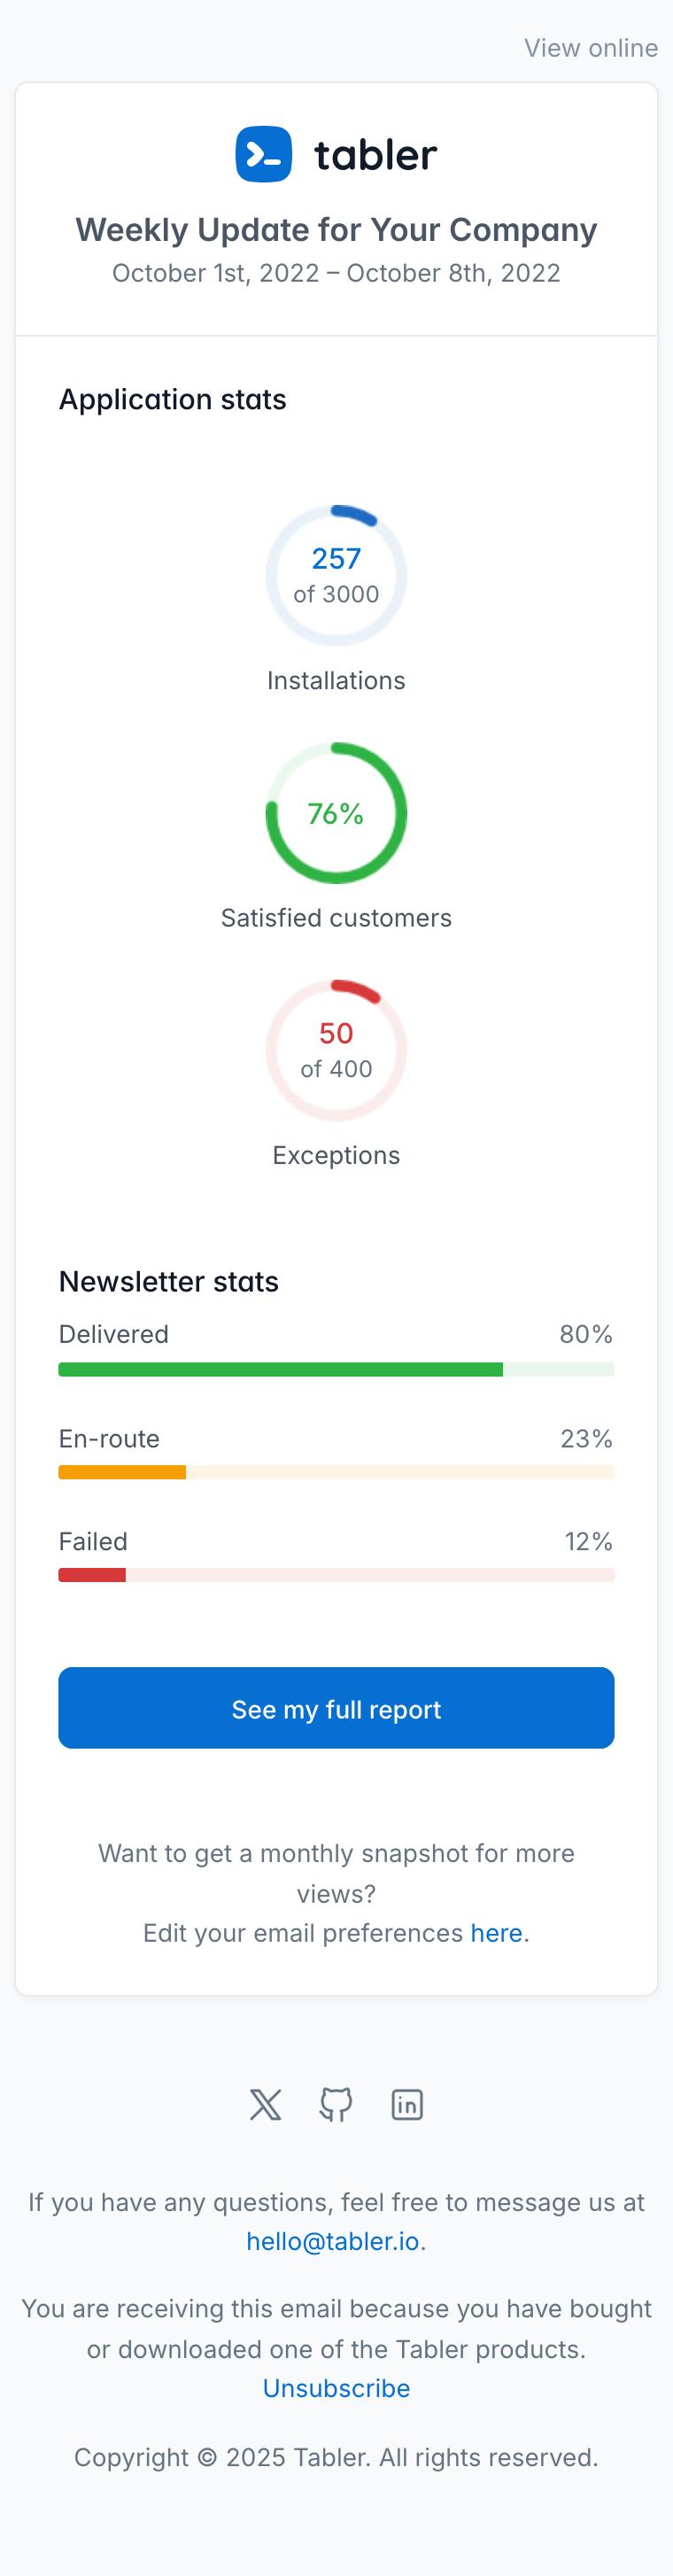 View online
tabler
Weekly Update for Your Company
October 1st, 2022 – October 8th, 2022
Application stats
257
of 3000
Installations
76%
Satisfied customers
50
of 400
Exceptions
Newsletter stats
Delivered 80%
En-route 23%
Failed 12%
See my full report
Want to get a monthly snapshot for more
views?
Edit your email preferences here.
If you have any questions, feel free to message us at
hello@tabler.io.
You are receiving this email because you have bought
or downloaded one of the Tabler products.
Unsubscribe
Copyright © 2025 Tabler. All rights reserved.